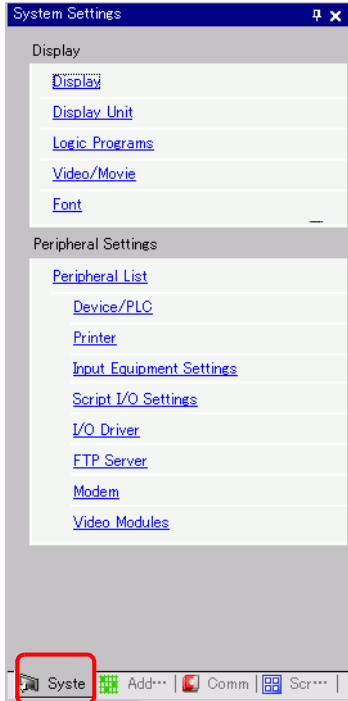 System Settings
Display
Display
Display Unit
Logic Programs
Video/Movie
Font
Peripheral Settings
Peripheral List
Device/PLC
Printer
Input Equipment Settings
Script I/O Settings
I/O Driver
FTP Server
Modem
Video Modules
Syste Add··· Comm Scr···